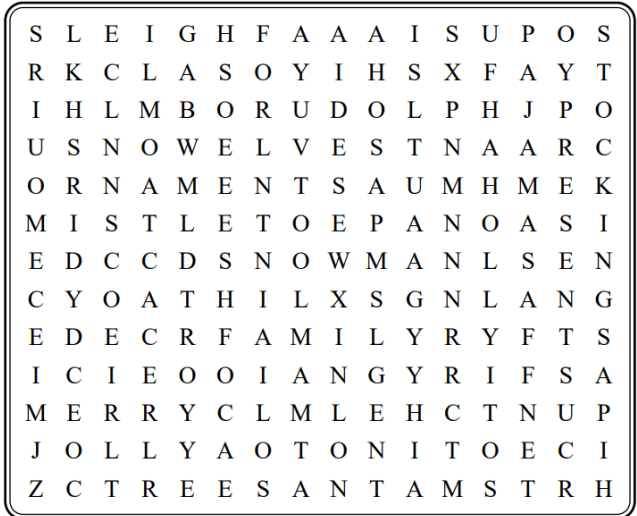 S L E I G H F A A A I S U P O S
R K C L A S O Y I H S X F A Y T
I H L M B O R U D O L P H J P O
U S N O W E L V E S T N A A R C
O R N A M E N T S A U M H M E K
M I S T L E T O E P A N O A S I
E D C C D S N O W M A N L S E N
C Y O A T H I L X S G N L A N G
E D E C R F A M I L Y R Y F T S
I C I E O O I A N G Y R I F S A
M E R R Y C L M L E H C T N U P
J O L L Y A O T O N I T O E C I
Z C T R E E S A N T A M S T R H